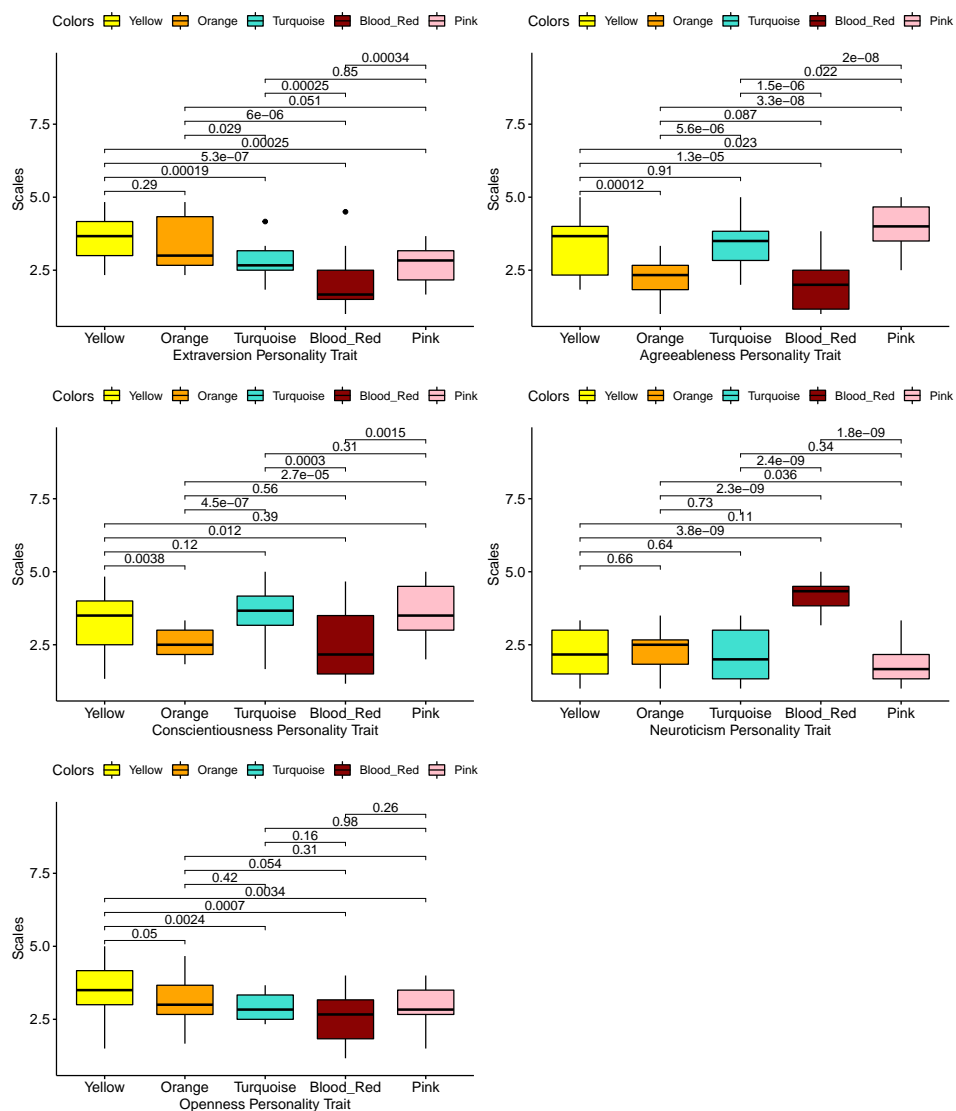 Colors Yellow Orange Turquoise Blood_Red Pink
0.00034
0.85
0.00025
0.051
6e−06
0.029
0.00025
5.3e−07
0.00019
0.29
7.5
5.0
2.5
Scales
Yellow Orange Turquoise Blood_Red Pink
Extraversion Personality Trait
Colors Yellow Orange Turquoise Blood_Red Pink
2e−08
0.022
1.5e−06
3.3e−08
0.087
5.6e−06
0.023
1.3e−05
0.91
0.00012
7.5
5.0
2.5
Scales
Yellow Orange Turquoise Blood_Red Pink
Agreeableness Personality Trait
Colors Yellow Orange Turquoise Blood_Red Pink
0.0015
0.31
0.0003
2.7e−05
0.56
4.5e−07
0.39
0.012
0.12
0.0038
7.5
5.0
2.5
Scales
Yellow Orange Turquoise Blood_Red Pink
Conscientiousness Personality Trait
Colors Yellow Orange Turquoise Blood_Red Pink
1.8e−09
0.34
2.4e−09
0.036
2.3e−09
0.73
0.11
3.8e−09
0.64
0.66
7.5
5.0
2.5
Scales
Yellow Orange Turquoise Blood_Red Pink
Neuroticism Personality Trait
Colors Yellow Orange Turquoise Blood_Red Pink
0.26
0.98
0.16
0.31
0.054
0.42
0.0034
0.0007
0.0024
0.05
7.5
5.0
2.5
Scales
Yellow Orange Turquoise Blood_Red Pink
Openness Personality Trait